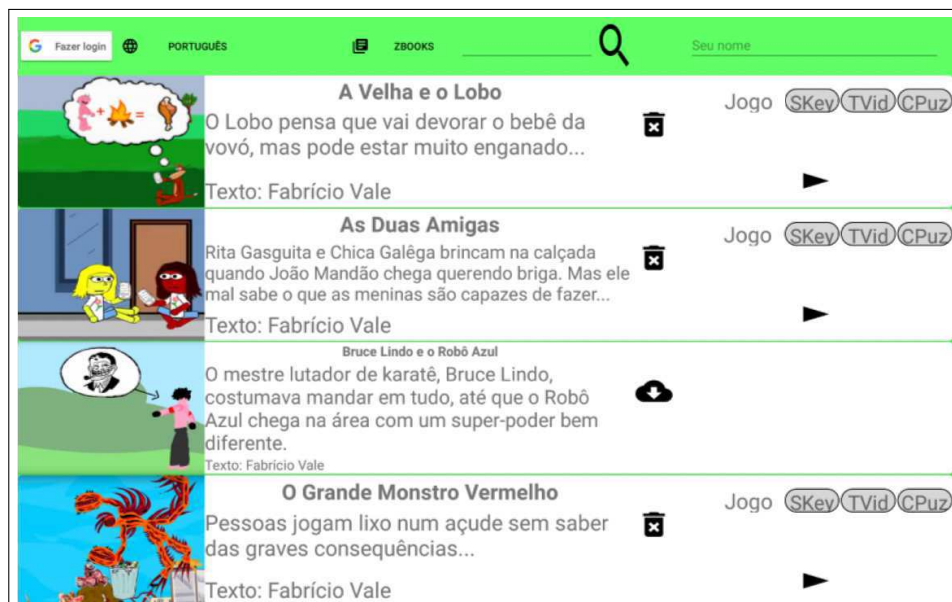 Fazer login
PORTUGUÊS
ZBOOKS
Seu nome
A Velha e o Lobo
O Lobo pensa que vai devorar o bebê da
vovó, mas pode estar muito enganado...
Texto: Fabrício Vale
Jogo SKey TVid CPuz
As Duas Amigas
Rita Gasguita e Chica Galêga brincam na calçada
quando João Mandão chega querendo briga. Mas ele
mal sabe o que as meninas são capazes de fazer...
Texto: Fabrício Vale
Jogo SKey TVid CPuz
Bruce Lindo e o Robô Azul
O mestre lutador de karatê, Bruce Lindo,
costumava mandar em tudo, até que o Robô
Azul chega na área com um super-poder bem
diferente.
Texto: Fabrício Vale
O Grande Monstro Vermelho
Pessoas jogam lixo num açude sem saber
das graves consequências...
Texto: Fabrício Vale
Jogo SKey TVid CPuz